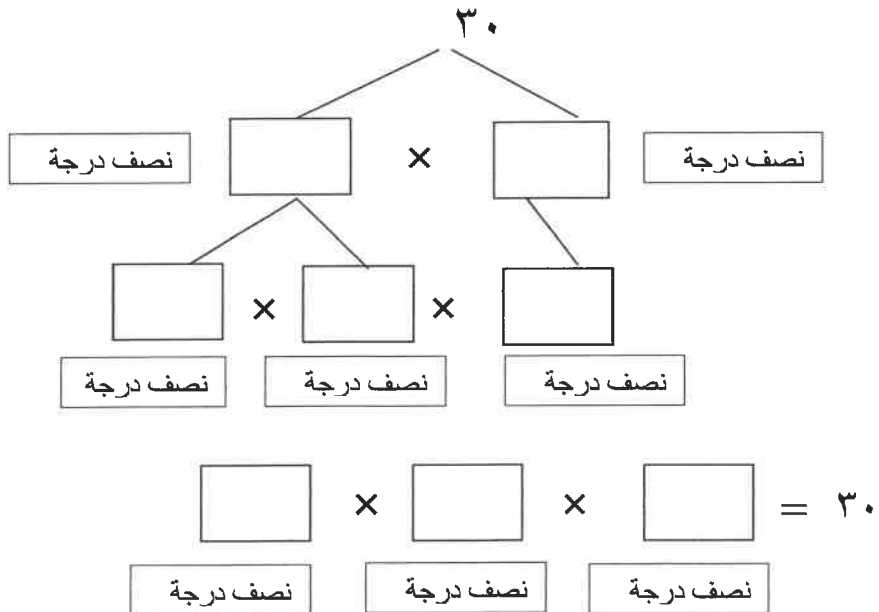 ٣٠
نصف درجة × نصف درجة
× ×
نصف درجة نصف درجة نصف درجة
٣٠ = × ×
نصف درجة نصف درجة نصف درجة